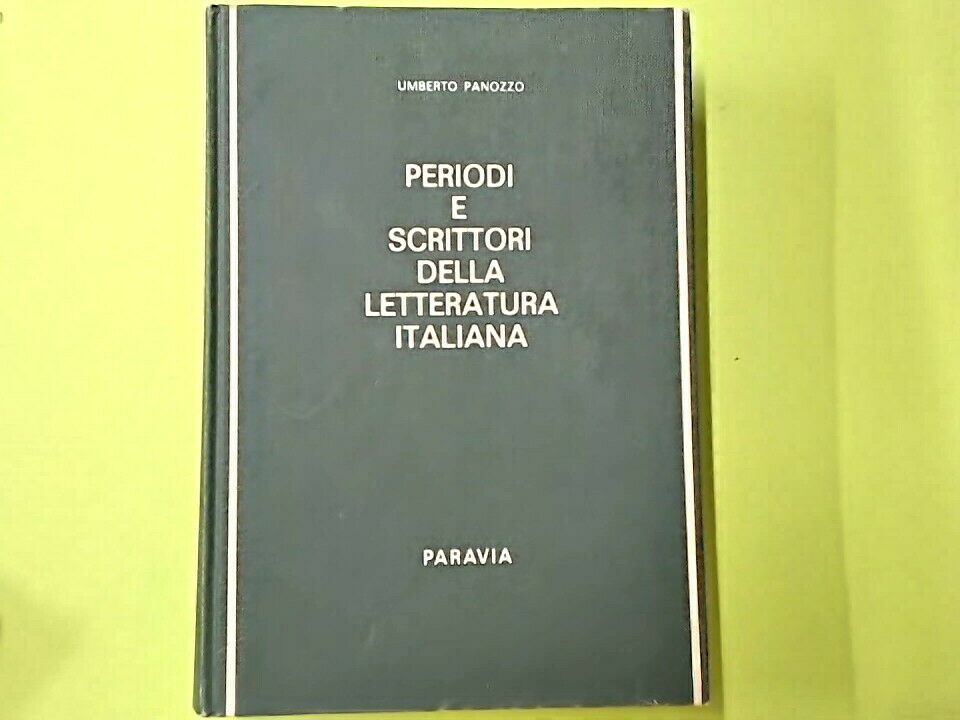 UMBERTO PANOZZO
PERIODI
E
SCRITTORI
DELLA
LETTERATURA
ITALIANA
PARAVIA